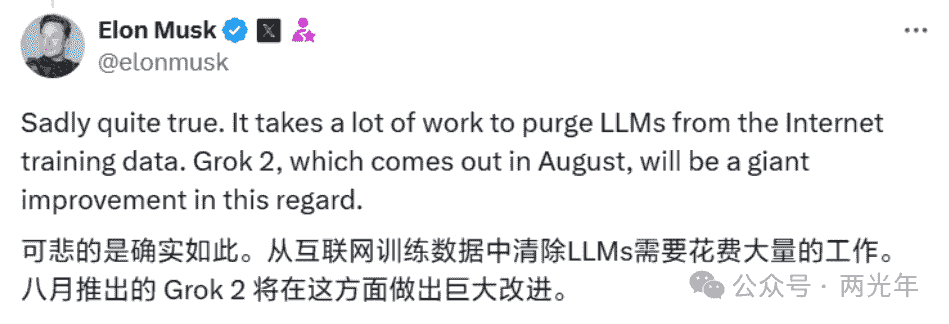 Elon Musk
@elonmusk
Sadly quite true. It takes a lot of work to purge LLMs from the Internet
training data. Grok 2, which comes out in August, will be a giant
improvement in this regard.
可悲的是确实如此。从互联网训练数据中清除LLMs需要花费大量的工作。
八月推出的 Grok 2 将在这方面做出巨大改进。
公众号 · 两光年